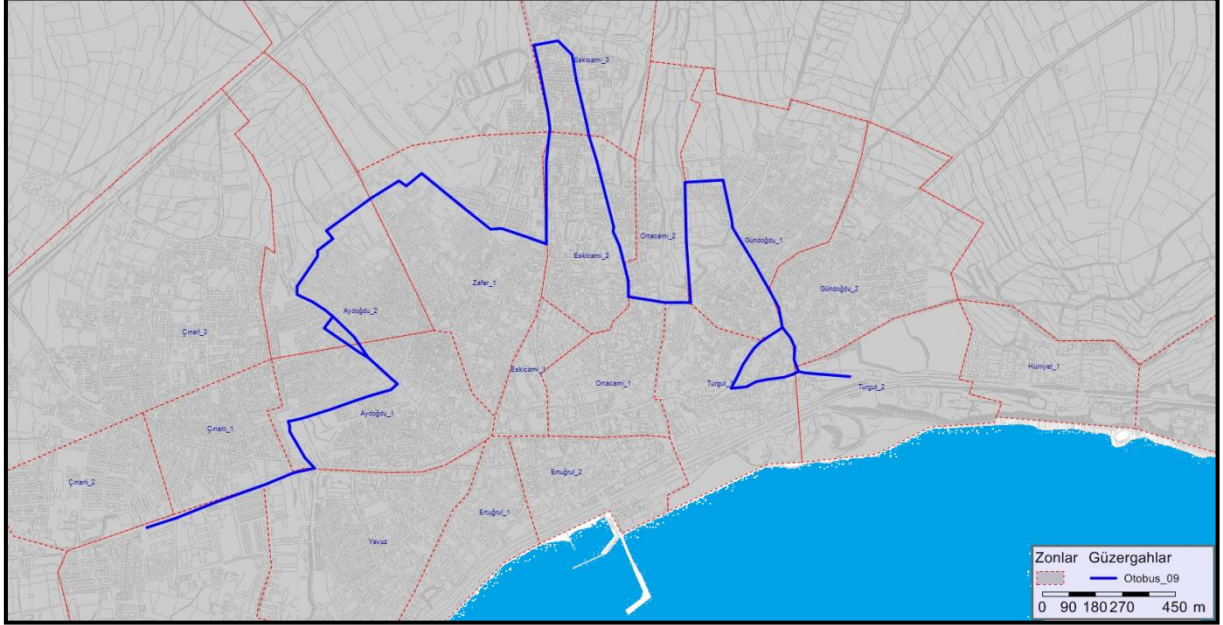 Eskicami_3
Ortacami_2
Gündoğdu_1
Eskicami_2
Zafer_1
Gündoğdu_2
Aydoğdu_2
Çınarlı_3
Hürriyet_1
Eskicami_1
Ortacami_1
Turgut_1
Turgut_2
Aydoğdu_1
Çınarlı_1
Ertuğrul_2
Çınarlı_2
Ertuğrul_1
Yavuz
Zonlar Güzergahlar
Otobus_09
0 90 180 270 450 m